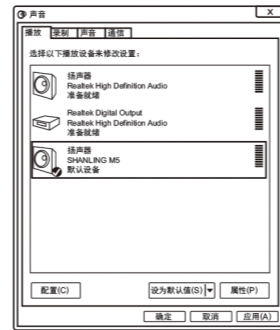 声音
X
播放 录制 声音 通信
选择以下播放设备来修改设置：
扬声器
Realtek High Definition Audio
准备就绪
Realtek Digital Output
Realtek High Definition Audio
准备就绪
扬声器
SHANLING M5
默认设备
配置(C) 设为默认值(S) 属性(P)
确定 取消 应用(A)